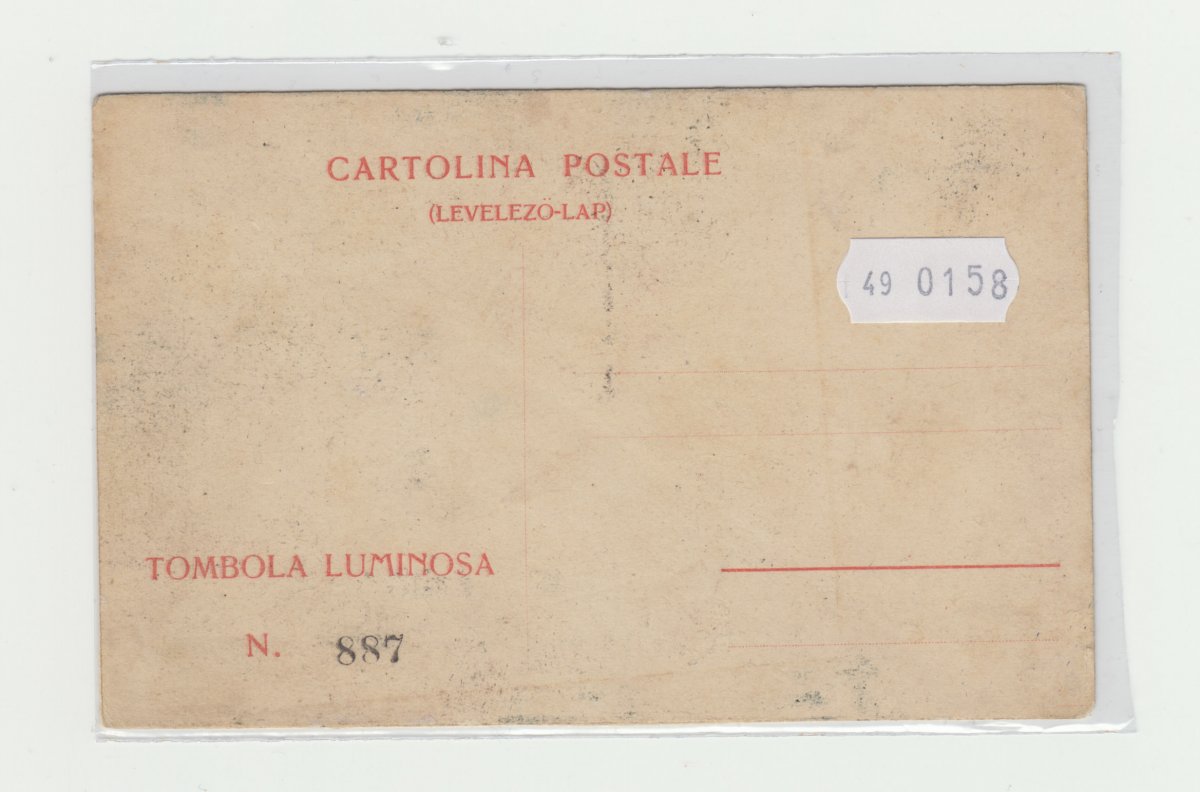 CARTOLINA POSTALE
(LEVELEZO-LAP)
49 0158
TOMBOLA LUMINOSA
N. 887